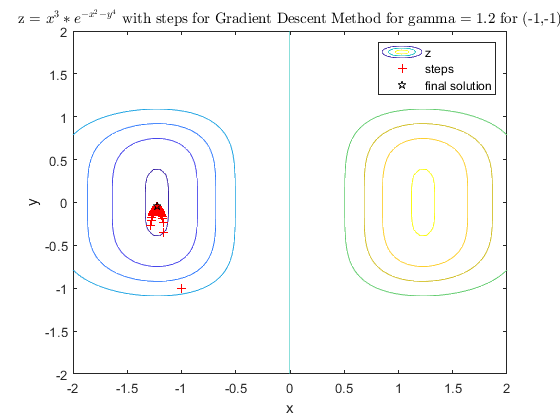 z = x³ * e^{-x²-y⁴} with steps for Gradient Descent Method for gamma = 1.2 for (-1,-1)
z
steps
final solution
2
1.5
1
0.5
0
-0.5
-1
-1.5
-2
y
-2 -1.5 -1 -0.5 0 0.5 1 1.5 2
x